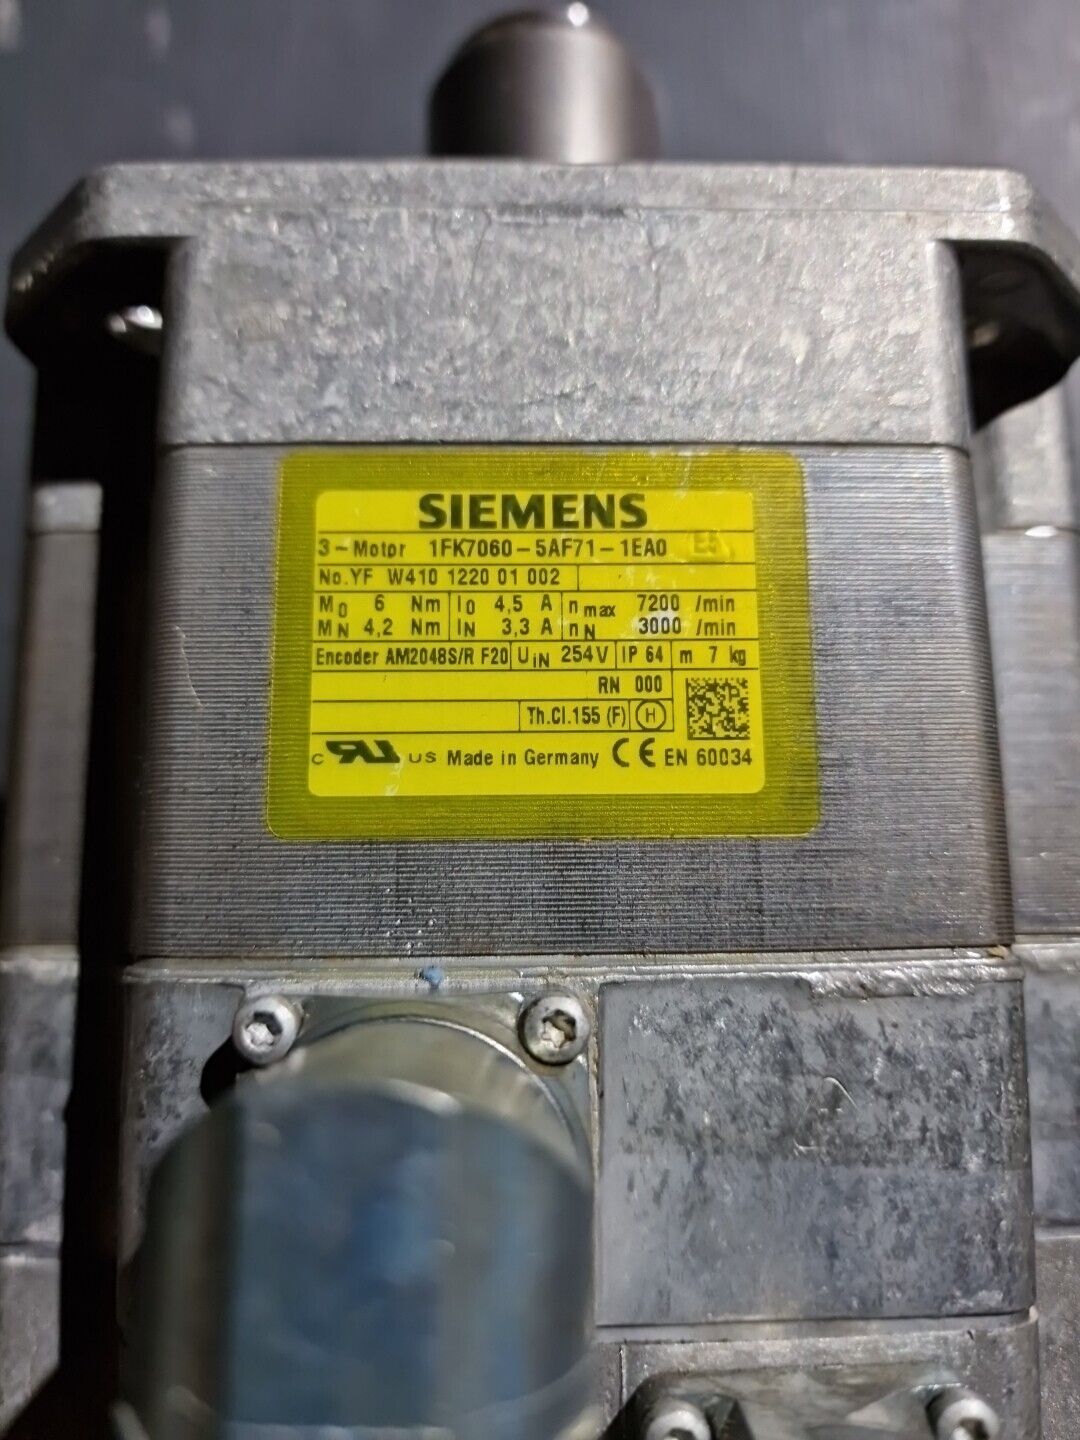 SIEMENS
3~Motor 1FK7060-5AF71-1EA0
No.YF W410 1220 01 002
M0 6 Nm I0 4,5 A nmax 7200 /min
MN 4,2 Nm IN 3,3 A nN 3000 /min
Encoder AM2048S/R F20 UIN 254V IP 64 m 7 kg
RN 000
Th.Cl.155 (F) H
c US Made in Germany CE EN 60034